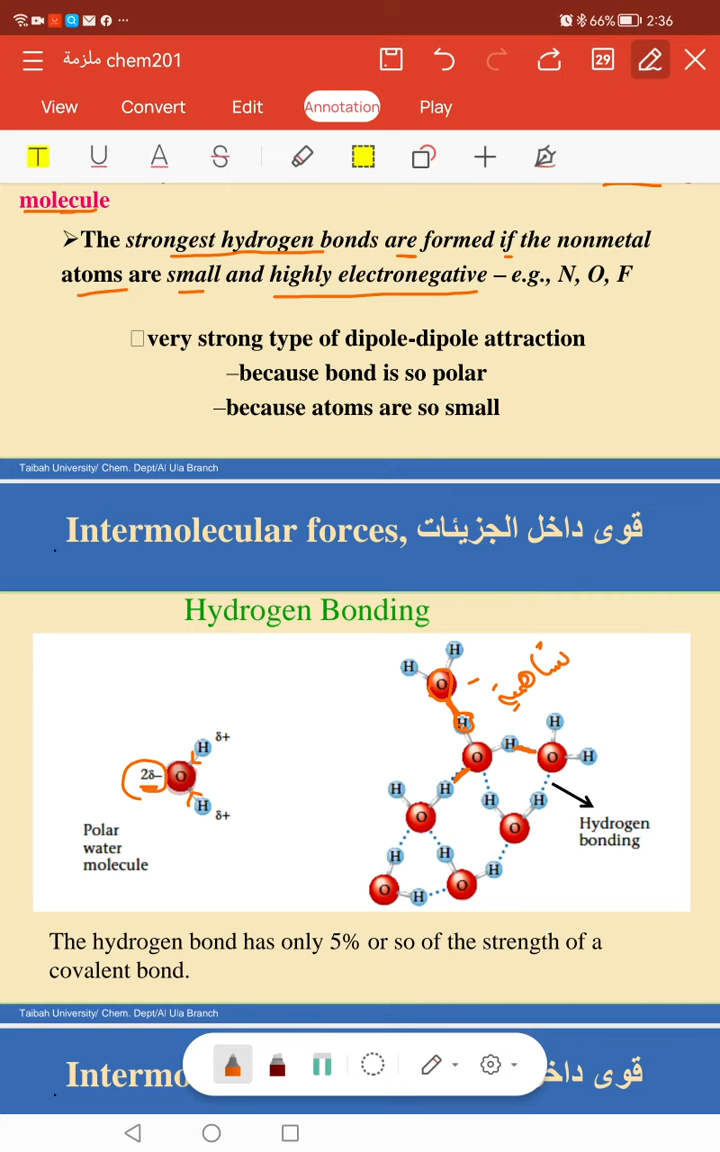 66% 2:36
ملزمة chem201
29
View Convert Edit Annotation Play
T U A S
molecule
➢The strongest hydrogen bonds are formed if the nonmetal
atoms are small and highly electronegative – e.g., N, O, F
□very strong type of dipole-dipole attraction
–because bond is so polar
–because atoms are so small
Taibah University/ Chem. Dept/Al Ula Branch
Intermolecular forces, قوى داخل الجزيئات
Hydrogen Bonding
H δ+
2δ– O
H δ+
Polar
water
molecule
H
H
O
H
H
O
H
O
H
H
H
O
H
H
H
O
H
H
O
H
O
H
Hydrogen
bonding
The hydrogen bond has only 5% or so of the strength of a
covalent bond.
Taibah University/ Chem. Dept/Al Ula Branch